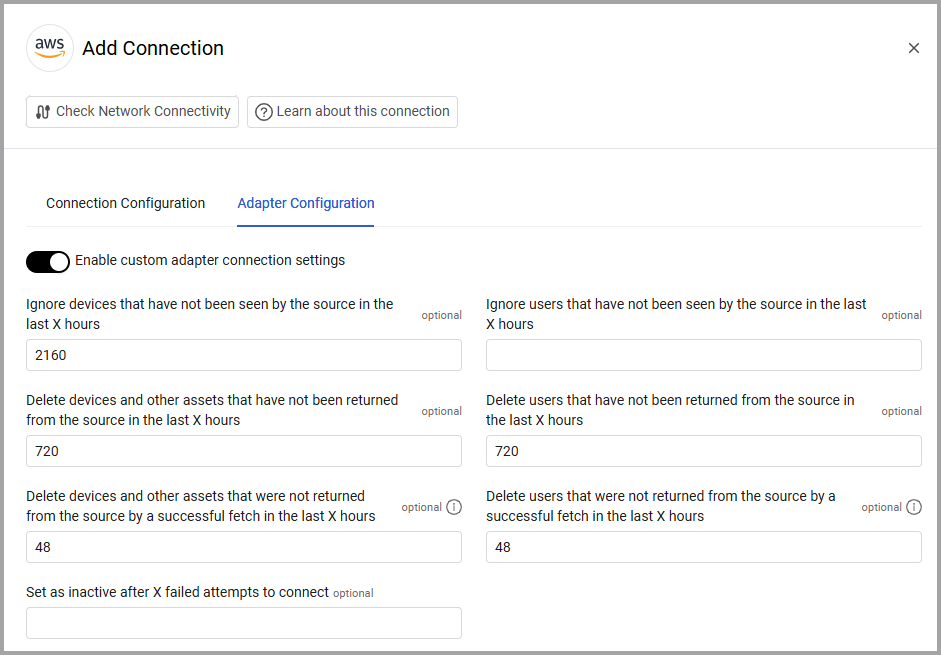 aws Add Connection
Check Network Connectivity
Learn about this connection
Connection Configuration
Adapter Configuration
Enable custom adapter connection settings
Ignore devices that have not been seen by the source in the
last X hours
optional
2160
Ignore users that have not been seen by the source in the last
X hours
optional
Delete devices and other assets that have not been returned
from the source in the last X hours
optional
720
Delete users that have not been returned from the source in
the last X hours
optional
720
Delete devices and other assets that were not returned
from the source by a successful fetch in the last X hours
optional
48
Delete users that were not returned from the source by a
successful fetch in the last X hours
optional
48
Set as inactive after X failed attempts to connect optional